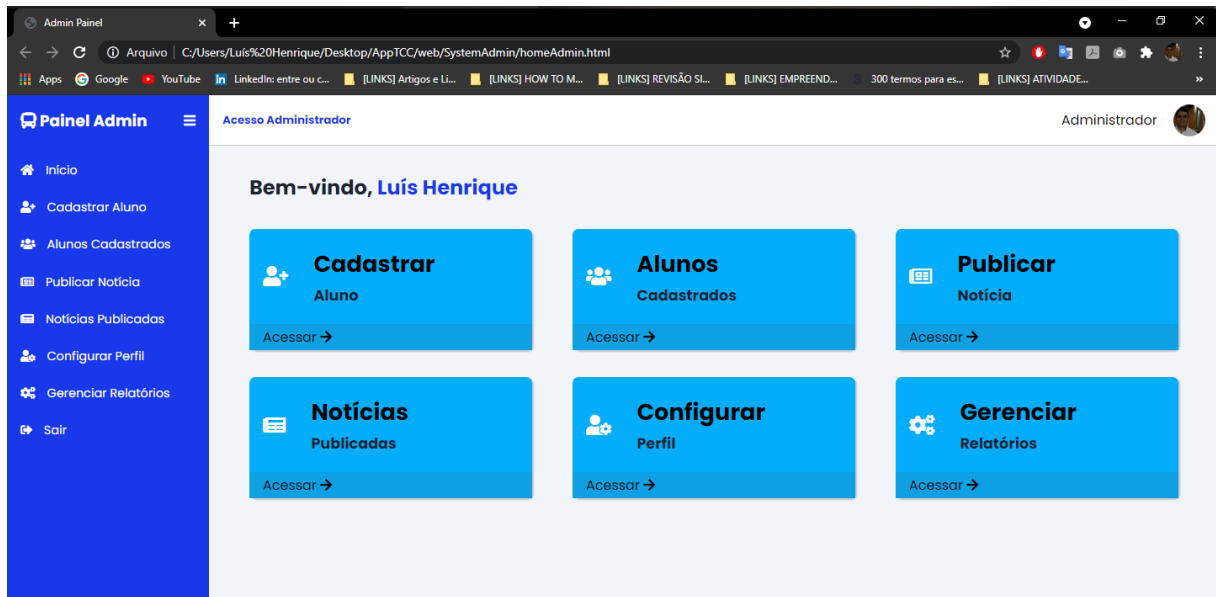 Admin Painel
Arquivo | C:/Users/Luís%20Henrique/Desktop/AppTCC/web/SystemAdmin/homeAdmin.html
Apps Google YouTube LinkedIn: entre ou c... [LINKS] Artigos e Li... [LINKS] HOW TO M... [LINKS] REVISÃO SI... [LINKS] EMPREEND... 300 termos para es... [LINKS] ATIVIDADE... »
Painel Admin
Acesso Administrador
Administrador
Início
Cadastrar Aluno
Alunos Cadastrados
Publicar Notícia
Notícias Publicadas
Configurar Perfil
Gerenciar Relatórios
Sair
Bem-vindo, Luís Henrique
Cadastrar
Aluno
Acessar →
Alunos
Cadastrados
Acessar →
Publicar
Notícia
Acessar →
Notícias
Publicadas
Acessar →
Configurar
Perfil
Acessar →
Gerenciar
Relatórios
Acessar →